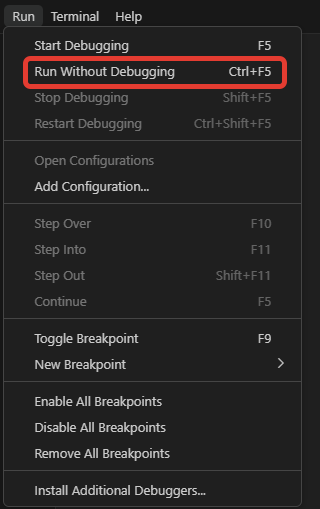 Run Terminal Help
Start Debugging F5
Run Without Debugging Ctrl+F5
Stop Debugging Shift+F5
Restart Debugging Ctrl+Shift+F5
Open Configurations
Add Configuration...
Step Over F10
Step Into F11
Step Out Shift+F11
Continue F5
Toggle Breakpoint F9
New Breakpoint
Enable All Breakpoints
Disable All Breakpoints
Remove All Breakpoints
Install Additional Debuggers...